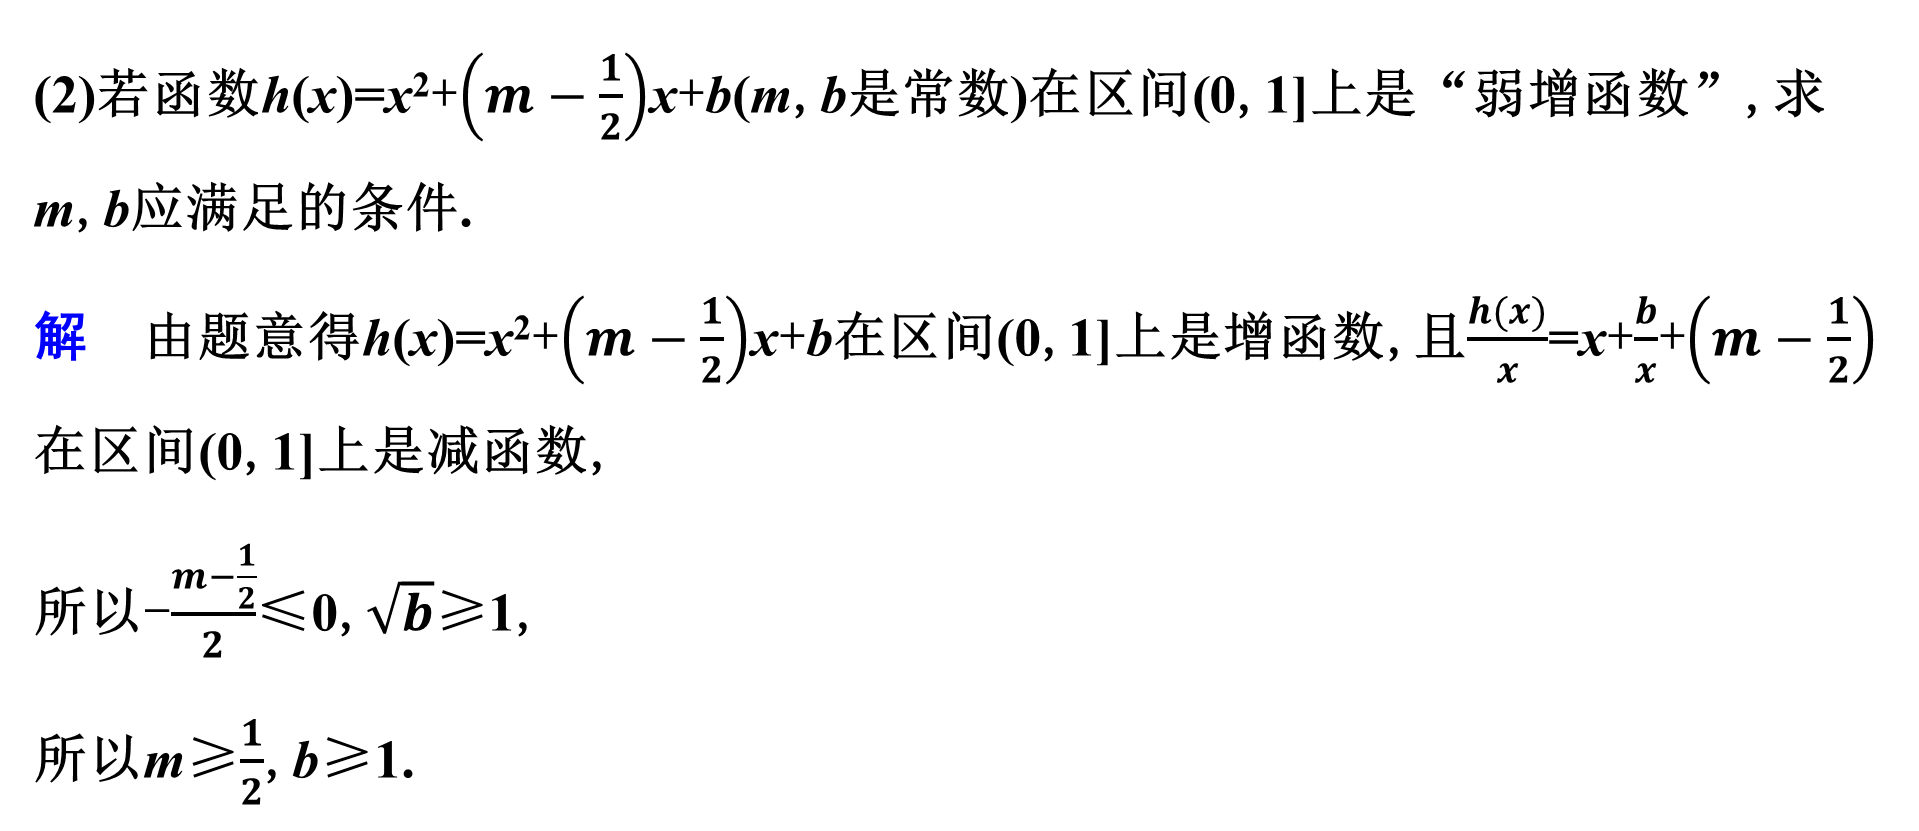 (2)若函数h(x)=x²+(m−1/2)x+b(m, b是常数)在区间(0, 1]上是“弱增函数”, 求
m, b应满足的条件.
解 由题意得h(x)=x²+(m−1/2)x+b在区间(0, 1]上是增函数, 且h(x)/x=x+b/x+(m−1/2)
在区间(0, 1]上是减函数,
所以−(m−1/2)/2≤0, √b≥1,
所以m≥1/2, b≥1.